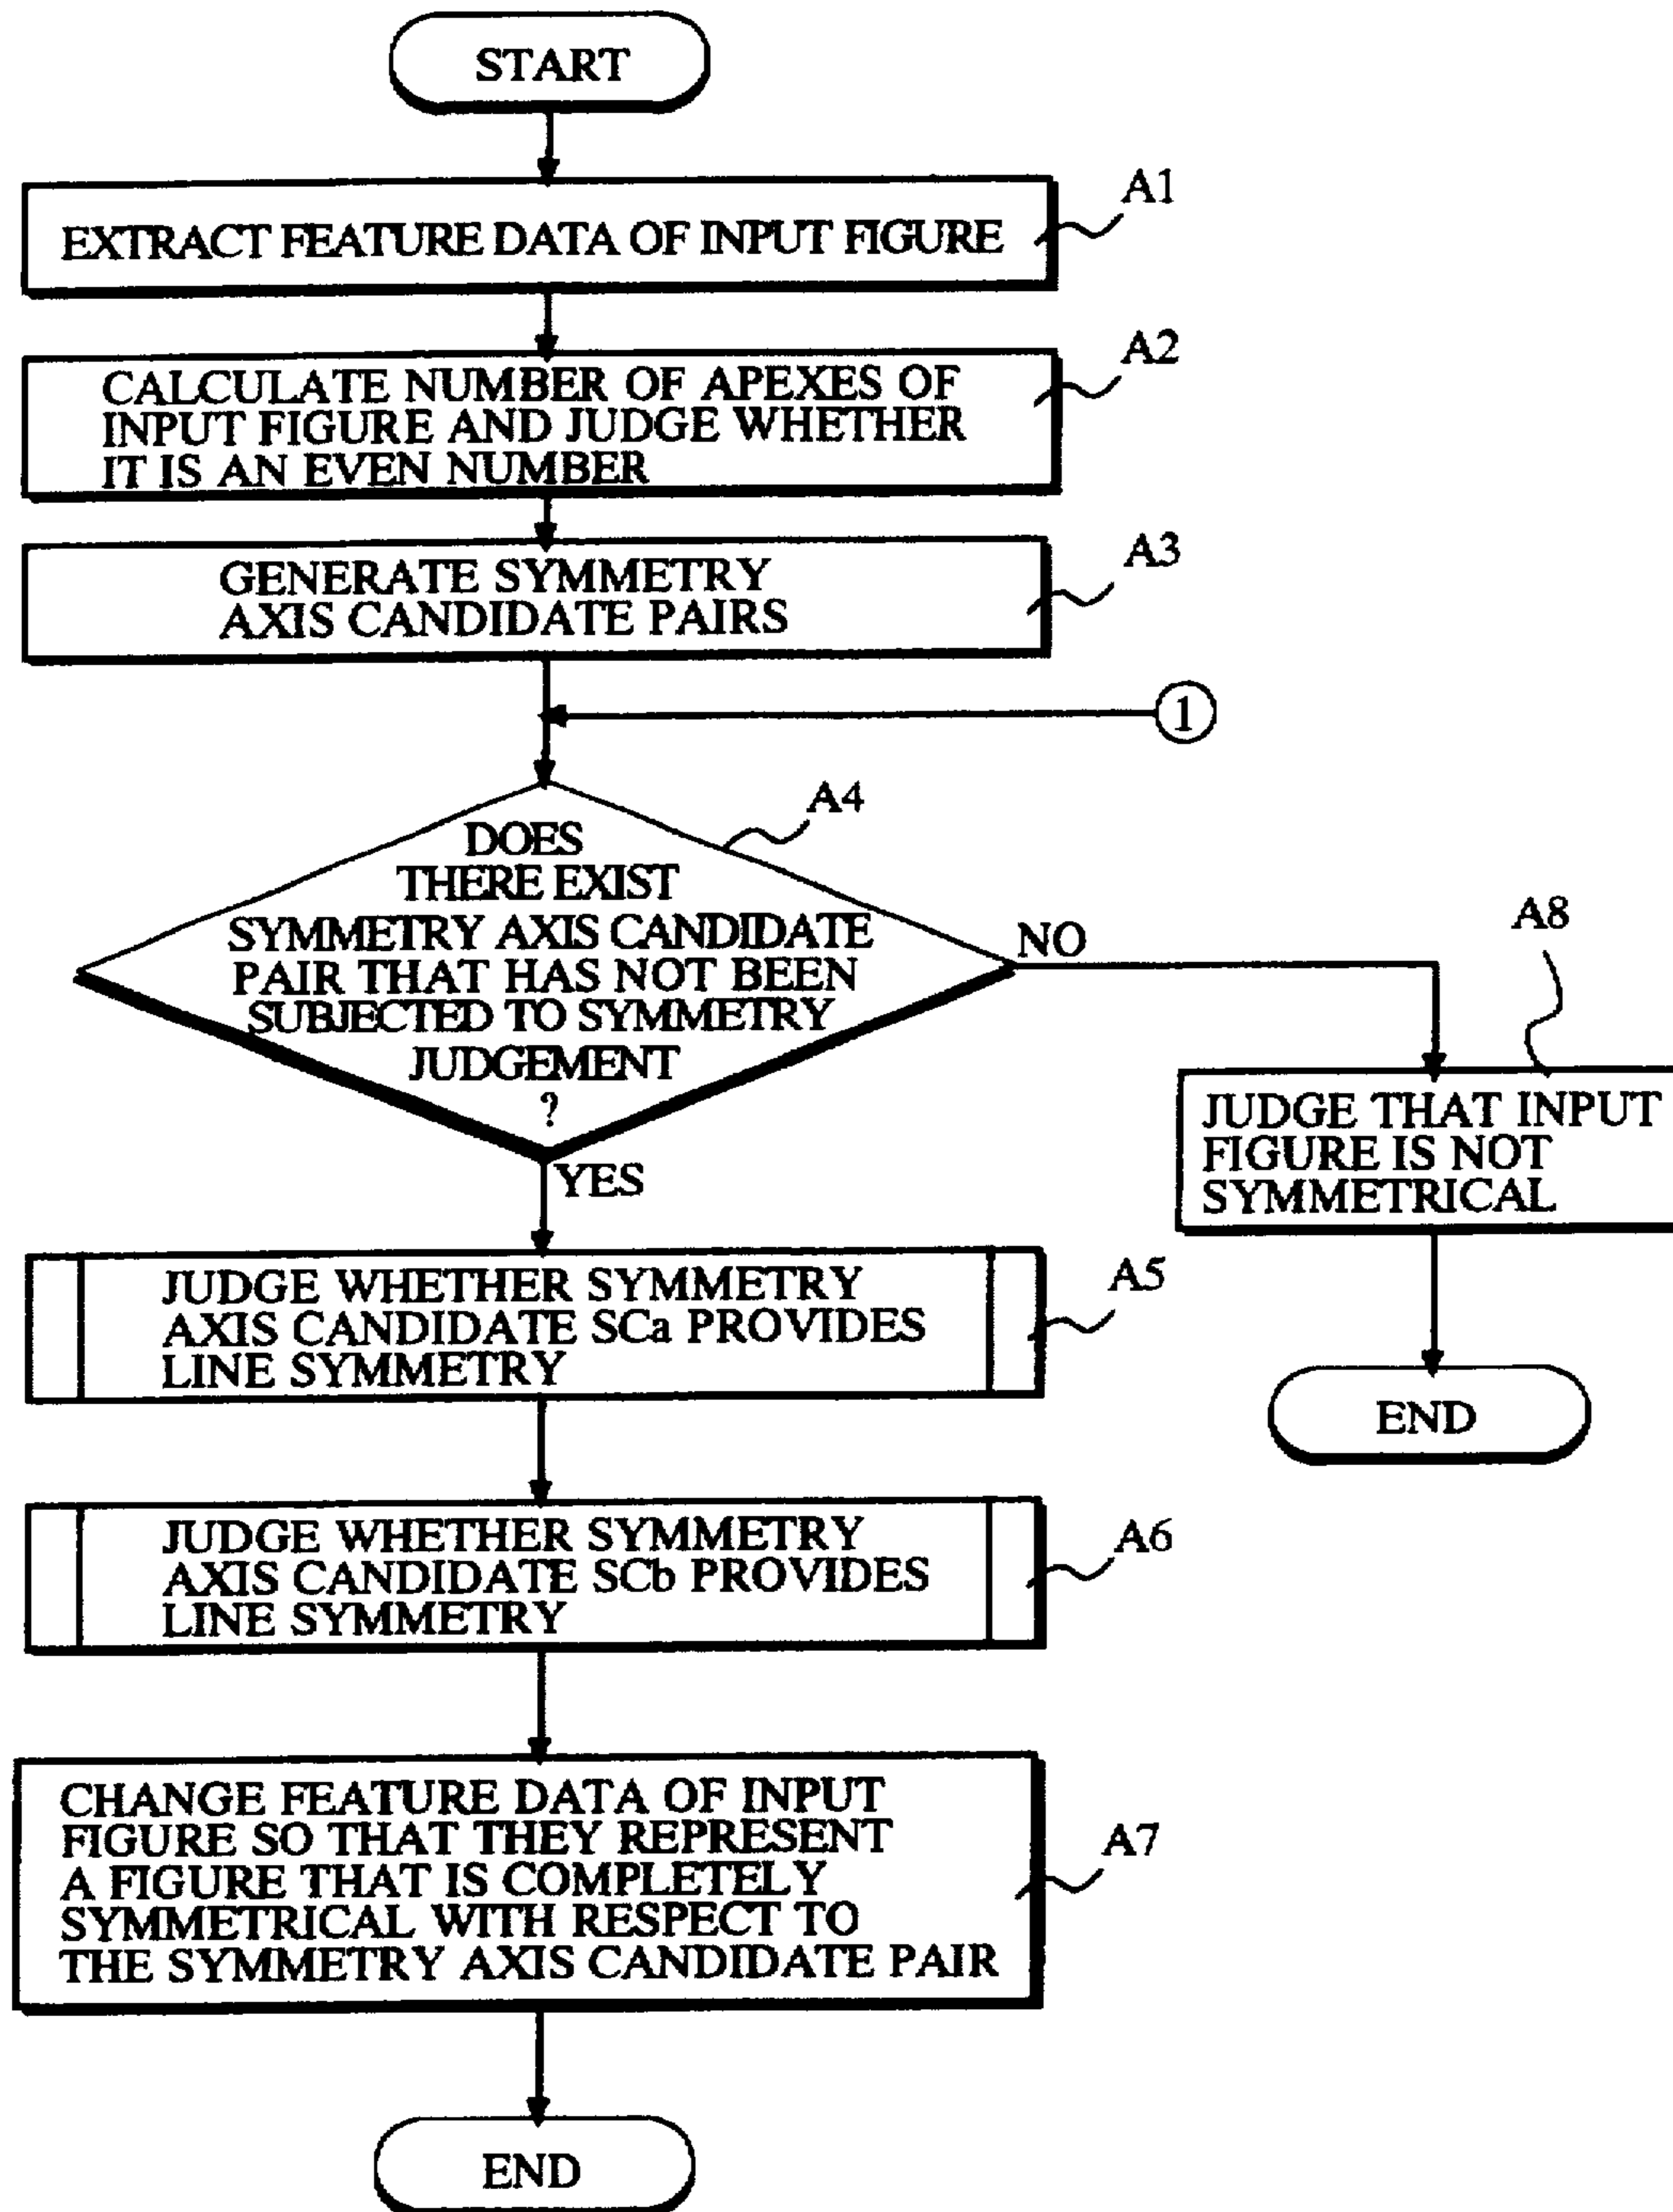 START
A1
EXTRACT FEATURE DATA OF INPUT FIGURE
A2
CALCULATE NUMBER OF APEXES OF
INPUT FIGURE AND JUDGE WHETHER
IT IS AN EVEN NUMBER
A3
GENERATE SYMMETRY
AXIS CANDIDATE PAIRS
1
A4
DOES
THERE EXIST
SYMMETRY AXIS CANDIDATE
PAIR THAT HAS NOT BEEN
SUBJECTED TO SYMMETRY
JUDGEMENT
?
NO
YES
A8
JUDGE THAT INPUT
FIGURE IS NOT
SYMMETRICAL
END
A5
JUDGE WHETHER SYMMETRY
AXIS CANDIDATE SCa PROVIDES
LINE SYMMETRY
A6
JUDGE WHETHER SYMMETRY
AXIS CANDIDATE SCb PROVIDES
LINE SYMMETRY
A7
CHANGE FEATURE DATA OF INPUT
FIGURE SO THAT THEY REPRESENT
A FIGURE THAT IS COMPLETELY
SYMMETRICAL WITH RESPECT TO
THE SYMMETRY AXIS CANDIDATE PAIR
END